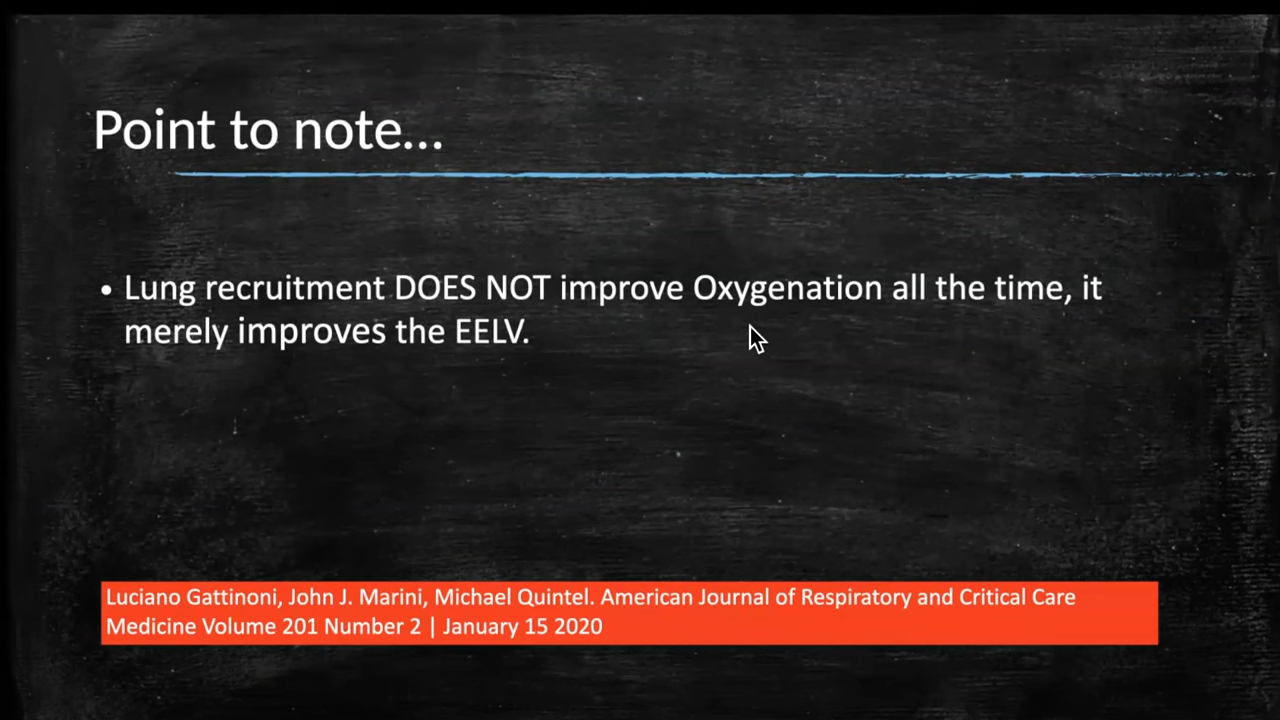 Point to note...
• Lung recruitment DOES NOT improve Oxygenation all the time, it
merely improves the EELV.
Luciano Gattinoni, John J. Marini, Michael Quintel. American Journal of Respiratory and Critical Care
Medicine Volume 201 Number 2 | January 15 2020